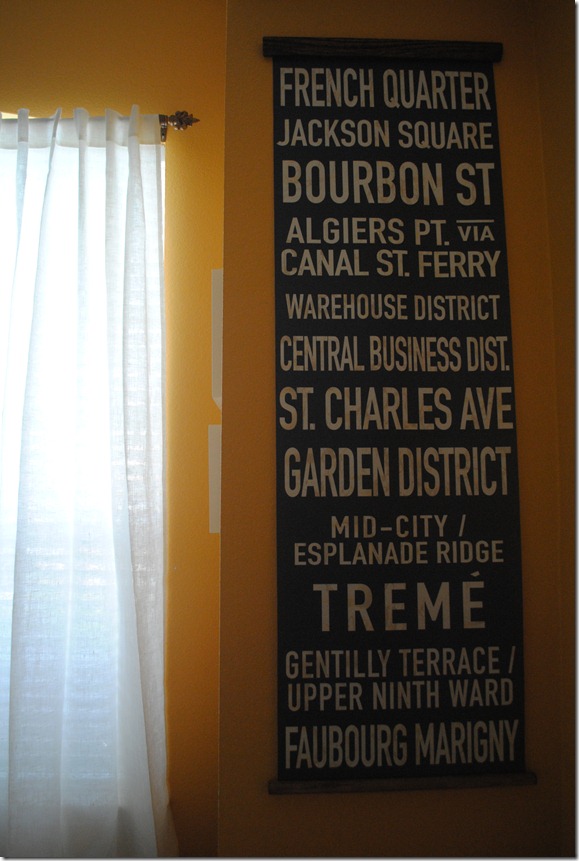 FRENCH QUARTER
JACKSON SQUARE
BOURBON ST
ALGIERS PT. VIA
CANAL ST. FERRY
WAREHOUSE DISTRICT
CENTRAL BUSINESS DIST.
ST. CHARLES AVE
GARDEN DISTRICT
MID-CITY /
ESPLANADE RIDGE
TREMÉ
GENTILLY TERRACE /
UPPER NINTH WARD
FAUBOURG MARIGNY